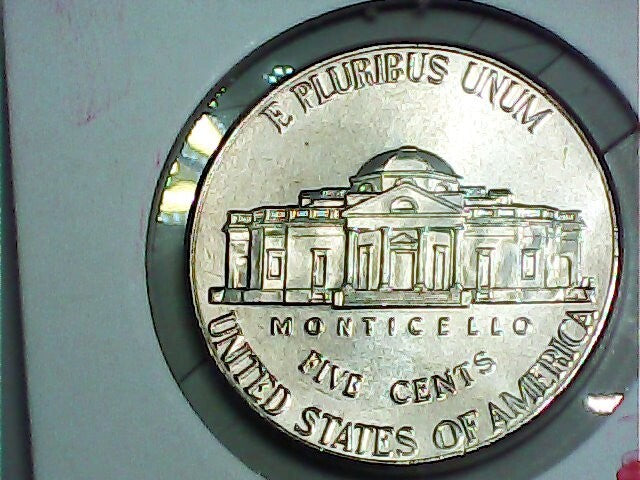 E PLURIBUS UNUM
MONTICELLO
FIVE CENTS
UNITED STATES OF AMERICA